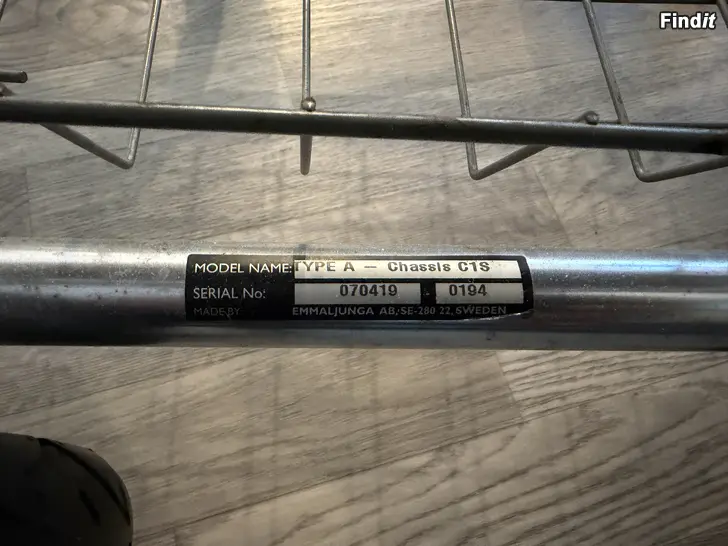 Findit
MODEL NAME: TYPE A — Chassis C1S
SERIAL No: 070419 0194
MADE BY EMMALJUNGA AB, SE-280 22, SWEDEN